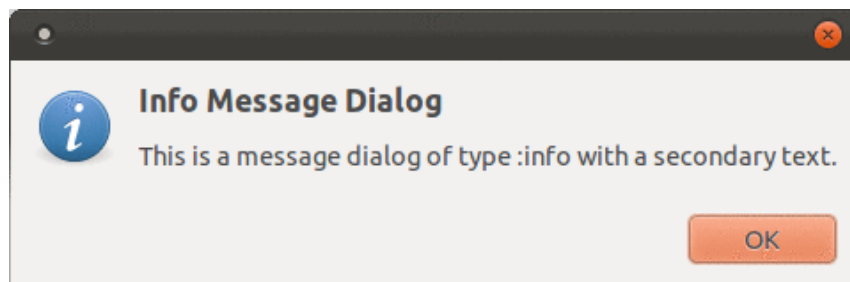 Info Message Dialog
This is a message dialog of type :info with a secondary text.
OK